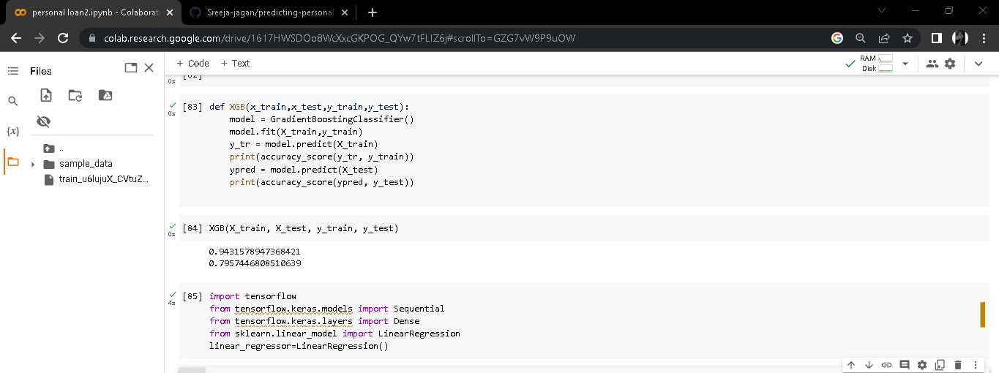 personal loan2.ipynb - Colaborat
Sreeja-jagan/predicting-personal
colab.research.google.com/drive/1617HWSDOo8WcXxcGKPOG_QYw7tFLIZ6j#scrollTo=GZG7vW9P9uOW
Files
+ Code + Text
RAM
Disk
{x}
..
sample_data
train_u6lujuX_CVtuZ...
0s
[82]
0s
[83] def XGB(x_train,x_test,y_train,y_test):
model = GradientBoostingClassifier()
model.fit(X_train,y_train)
y_tr = model.predict(X_train)
print(accuracy_score(y_tr, y_train))
ypred = model.predict(X_test)
print(accuracy_score(ypred, y_test))
0s
[84] XGB(X_train, X_test, y_train, y_test)
0.9431578947368421
0.7957446808510639
4s
[85] import tensorflow
from tensorflow.keras.models import Sequential
from tensorflow.keras.layers import Dense
from sklearn.linear_model import LinearRegression
linear_regressor=LinearRegression()